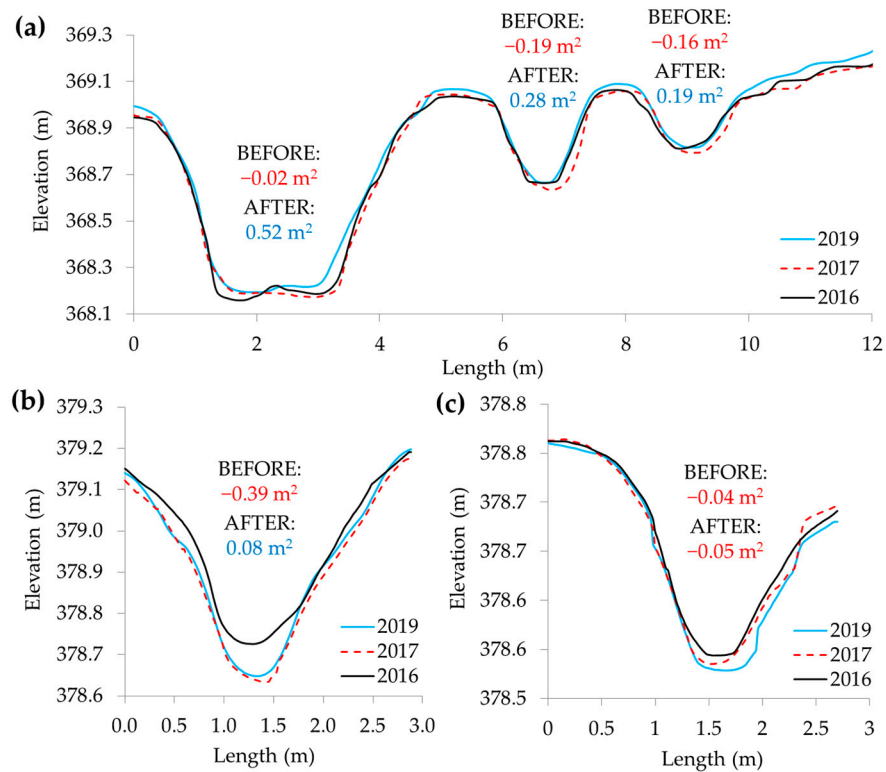 (a)
BEFORE:
−0.19 m²
AFTER:
0.28 m²
BEFORE:
−0.16 m²
AFTER:
0.19 m²
BEFORE:
−0.02 m²
AFTER:
0.52 m²
Elevation (m)
369.3
369.1
368.9
368.7
368.5
368.3
368.1
2019
2017
2016
0 2 4 6 8 10 12
Length (m)
(b)
BEFORE:
−0.39 m²
AFTER:
0.08 m²
Elevation (m)
379.3
379.2
379.1
379.0
378.9
378.8
378.7
378.6
2019
2017
2016
0.0 0.5 1.0 1.5 2.0 2.5 3.0
Length (m)
(c)
BEFORE:
−0.04 m²
AFTER:
−0.05 m²
Elevation (m)
378.8
378.8
378.7
378.7
378.6
378.6
378.5
2019
2017
2016
0 0.5 1 1.5 2 2.5 3
Length (m)